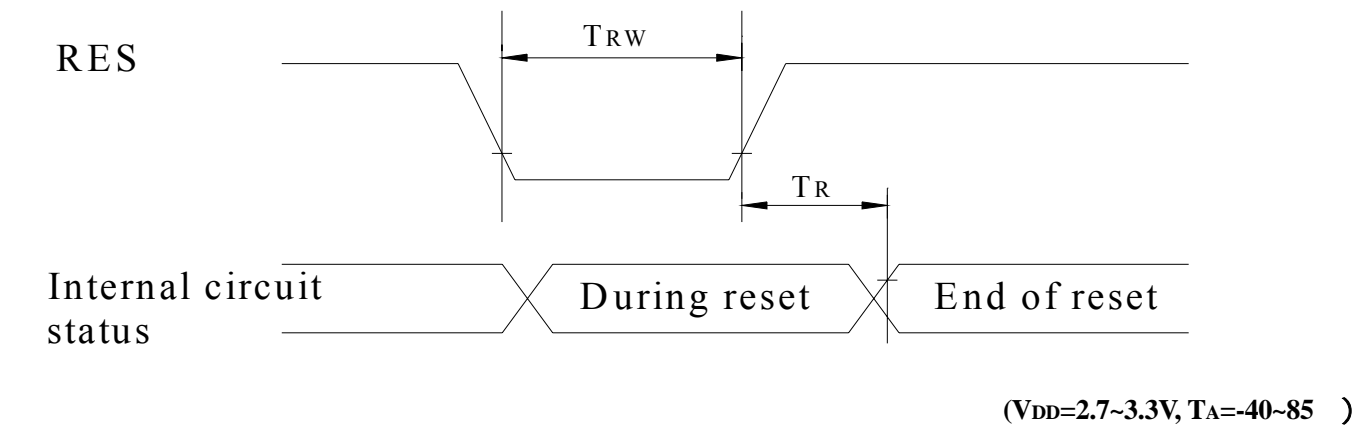 TRW
RES
TR
Internal circuit
status
During reset
End of reset
(VDD=2.7~3.3V, TA=-40~85 )